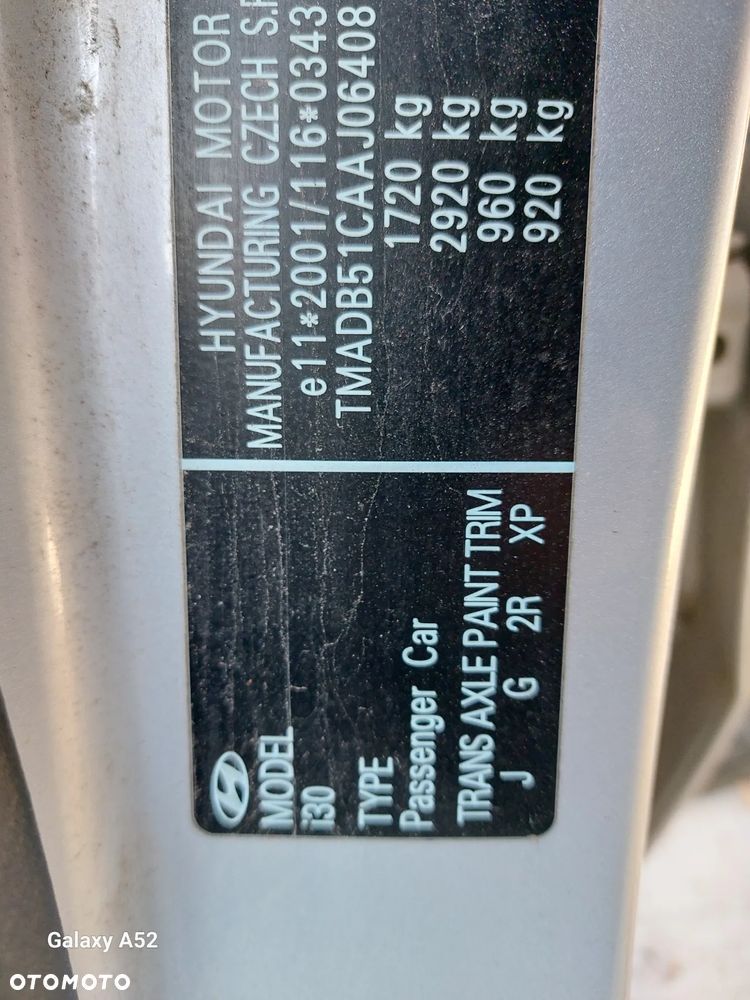 MODEL
i30
TYPE
Passenger Car
TRANS AXLE PAINT TRIM
J G 2R XP
HYUNDAI MOTOR
MANUFACTURING CZECH S.R
e11*2001/116*0343
TMADB51CAAJ06408
1720 kg
2920 kg
960 kg
920 kg
Galaxy A52
OTOMOTO